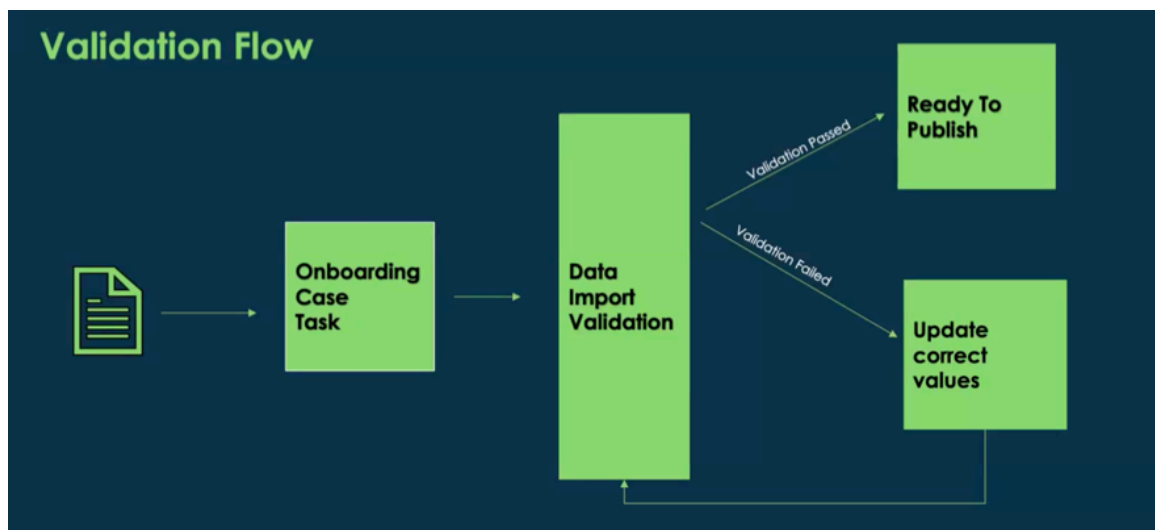 Validation Flow
Onboarding
Case
Task
Data
Import
Validation
Validation Passed
Ready To
Publish
Validation Failed
Update
correct
values